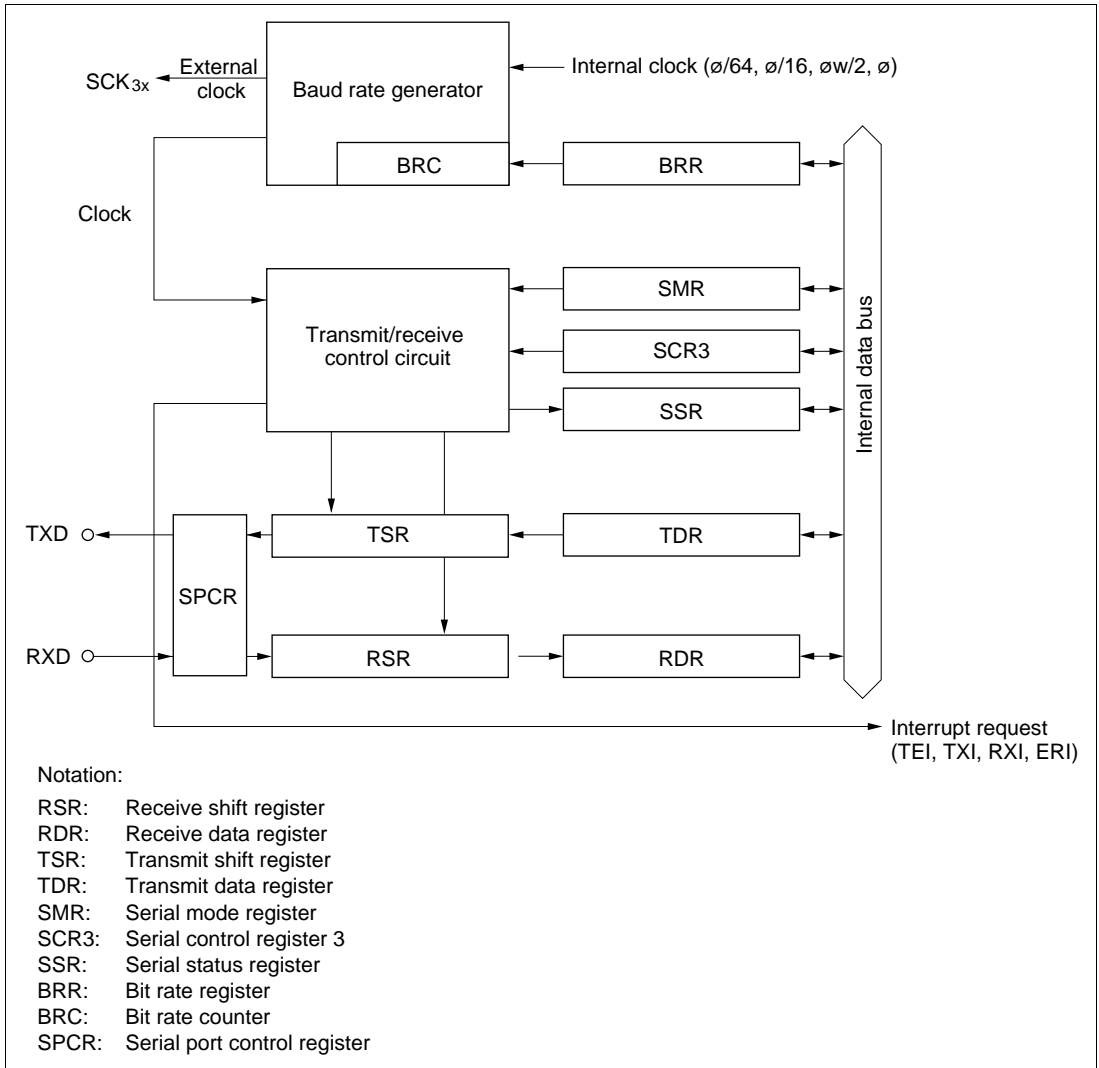 SCK3x
External clock
Internal clock (ø/64, ø/16, øw/2, ø)
Baud rate generator
BRC
BRR
Clock
SMR
Transmit/receive
control circuit
SCR3
SSR
Internal data bus
TXD
TSR
TDR
SPCR
RXD
RSR
RDR
Interrupt request
(TEI, TXI, RXI, ERI)
Notation:
RSR: Receive shift register
RDR: Receive data register
TSR: Transmit shift register
TDR: Transmit data register
SMR: Serial mode register
SCR3: Serial control register 3
SSR: Serial status register
BRR: Bit rate register
BRC: Bit rate counter
SPCR: Serial port control register